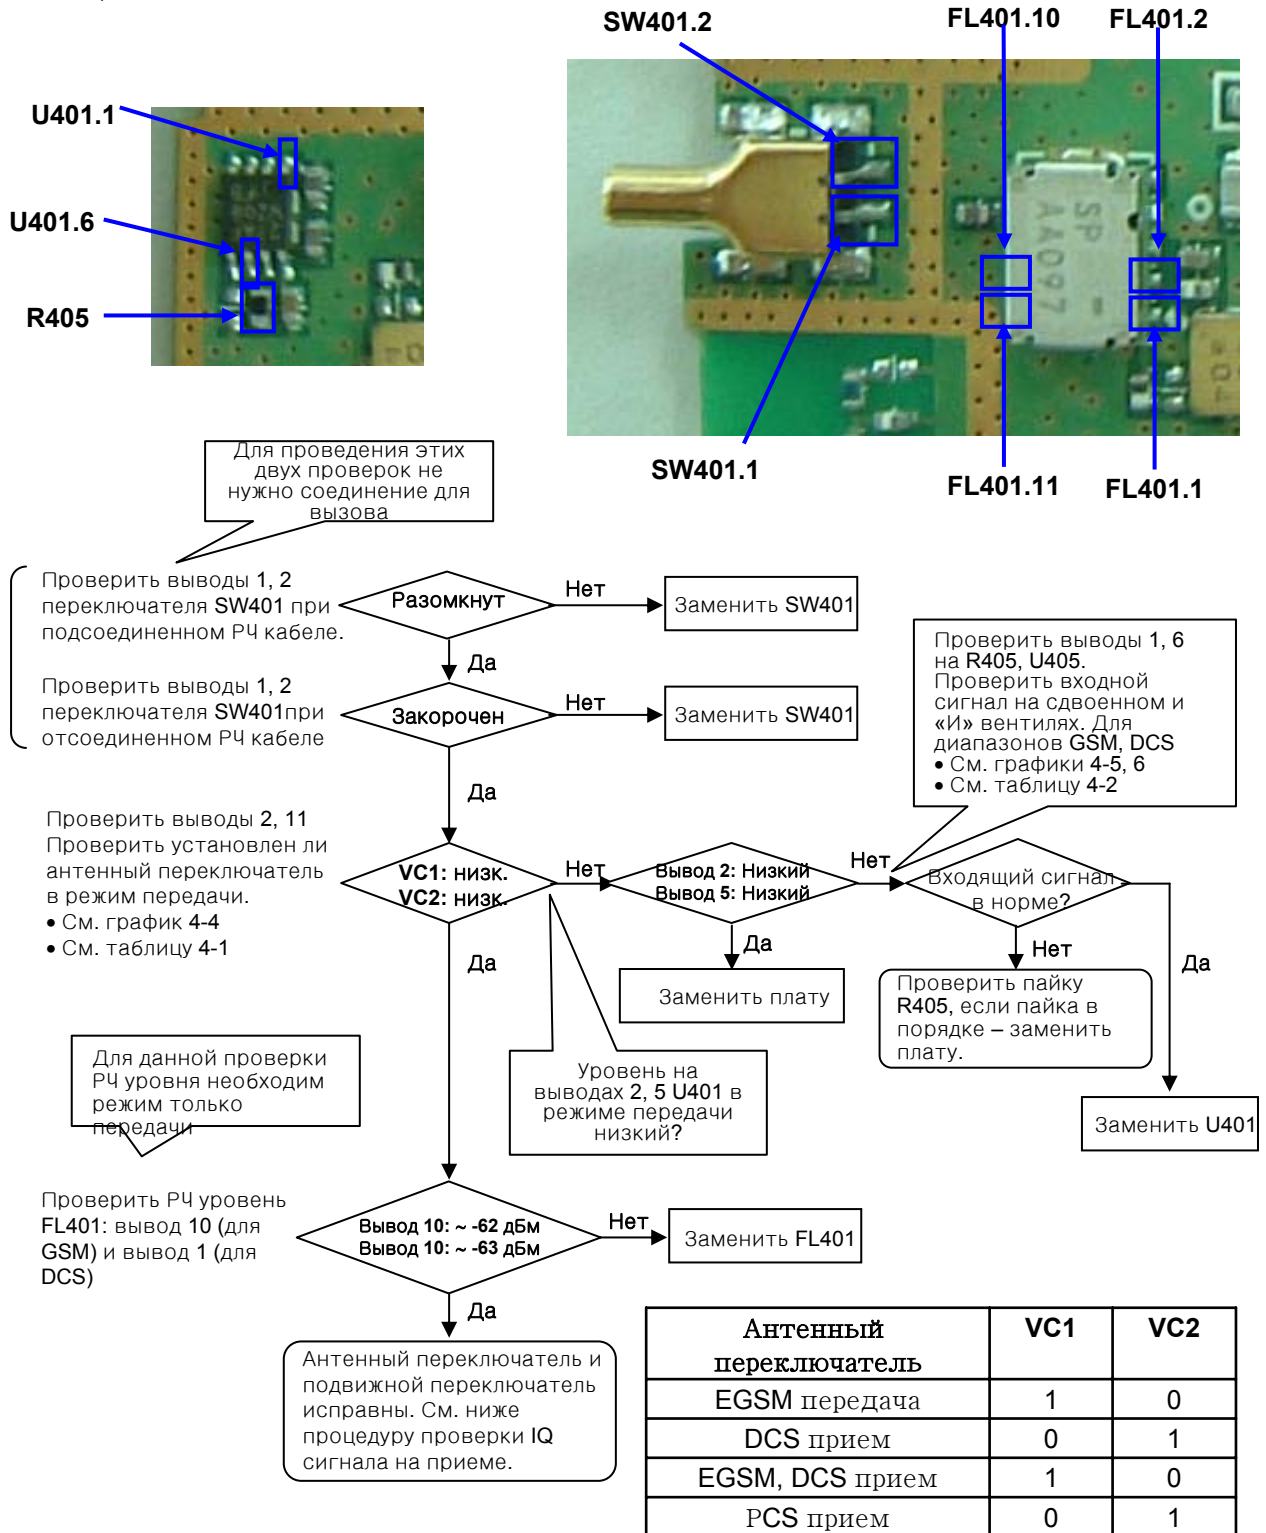 SW401.2
FL401.10
FL401.2
U401.1
U401.6
R405
SP
AA097
SW401.1
FL401.11
FL401.1
Для проведения этих
двух проверок не
нужно соединение для
вызова
Проверить выводы 1, 2
переключателя SW401 при
подсоединенном РЧ кабеле.
Разомкнут
Нет
Заменить SW401
Да
Проверить выводы 1, 2
переключателя SW401при
отсоединенном РЧ кабеле
Закорочен
Нет
Заменить SW401
Да
Проверить выводы 1, 6
на R405, U405.
Проверить входной
сигнал на сдвоенном и
«И» вентилях. Для
диапазонов GSM, DCS
• См. графики 4-5, 6
• См. таблицу 4-2
Проверить выводы 2, 11
Проверить установлен ли
антенный переключатель
в режим передачи.
• См. график 4-4
• См. таблицу 4-1
VC1: низк.
VC2: низк.
Нет
Вывод 2: Низкий
Вывод 5: Низкий
Нет
Входящий сигнал
в норме?
Да
Да
Нет
Да
Заменить плату
Проверить пайку
R405, если пайка в
порядке – заменить
плату.
Для данной проверки
РЧ уровня необходим
режим только
передачи
Уровень на
выводах 2, 5 U401 в
режиме передачи
низкий?
Заменить U401
Проверить РЧ уровень
FL401: вывод 10 (для
GSM) и вывод 1 (для
DCS)
Вывод 10: ~ -62 дБм
Вывод 10: ~ -63 дБм
Нет
Заменить FL401
Да
Антенный переключатель и
подвижной переключатель
исправны. См. ниже
процедуру проверки IQ
сигнала на приеме.
Антенный
переключатель
VC1
VC2
EGSM передача 1 0
DCS прием 0 1
EGSM, DCS прием 1 0
PCS прием 0 1